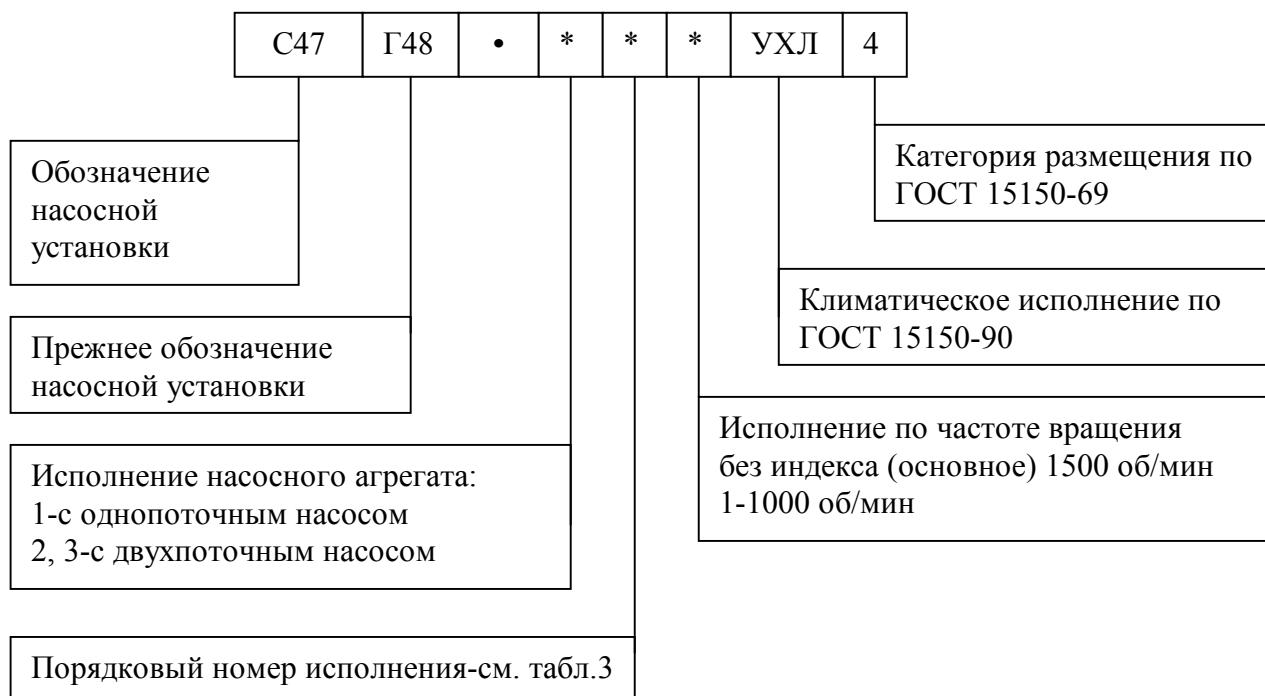 С47 Г48 • * * * УХЛ 4
Обозначение
насосной
установки
Категория размещения по
ГОСТ 15150-69
Климатическое исполнение по
ГОСТ 15150-90
Прежнее обозначение
насосной установки
Исполнение по частоте вращения
без индекса (основное) 1500 об/мин
1-1000 об/мин
Исполнение насосного агрегата:
1-с однопоточным насосом
2, 3-с двухпоточным насосом
Порядковый номер исполнения-см. табл.3